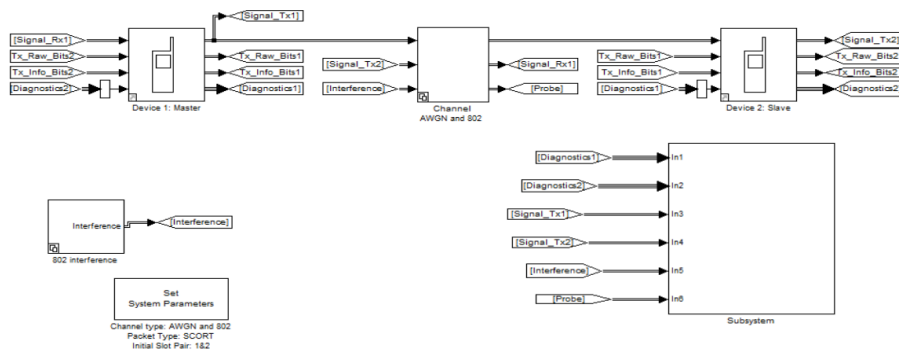 [Signal_Tx1]
[Signal_Rx1]
Tx_Raw_Bits2
Tx_Info_Bits2
[Diagnostics2]
Tx_Raw_Bits1
Tx_Info_Bits1
[Diagnostics1]
Device 1: Master
[Signal_Tx2]
[Interference]
[Signal_Rx1]
[Probe]
Channel
AWGN and 802
Tx_Raw_Bits1
Tx_Info_Bits1
[Diagnostics1]
[Signal_Tx2]
Tx_Raw_Bits2
Tx_Info_Bits2
[Diagnostics2
Device 2: Slave
Interference
[Interference]
802 interference
Set
System Parameters
Channel type: AWGN and 802
Packet Type: SCORT
Initial Slot Pair: 1&2
[Diagnostics1]
In1
[Diagnostics2]
In2
[Signal_Tx1]
In3
[Signal_Tx2]
In4
[Interference]
In5
[Probe]
In6
Subsystem